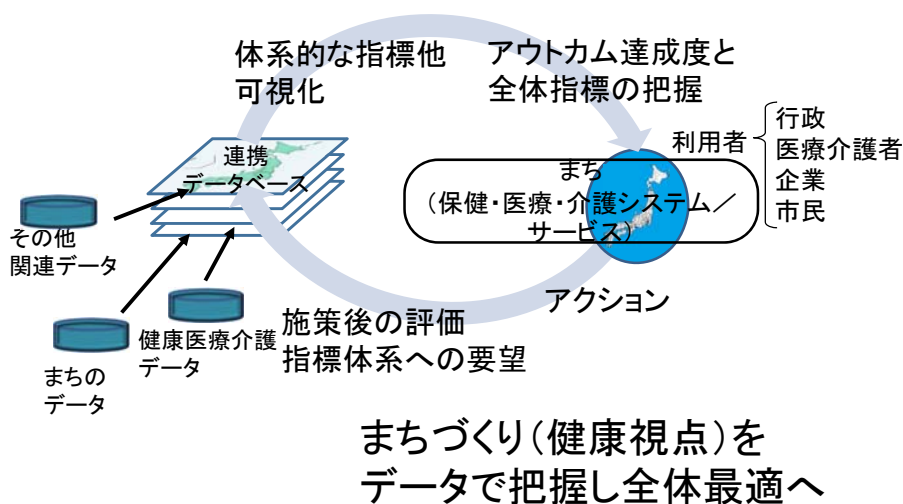 体系的な指標他
可視化
アウトカム達成度と
全体指標の把握
利用者
行政
医療介護者
企業
市民
連携
データベース
まち
（保健・医療・介護システム／
サービス）
その他
関連データ
まちの
データ
健康医療介護
データ
施策後の評価
指標体系への要望
アクション
まちづくり（健康視点）を
データで把握し全体最適へ